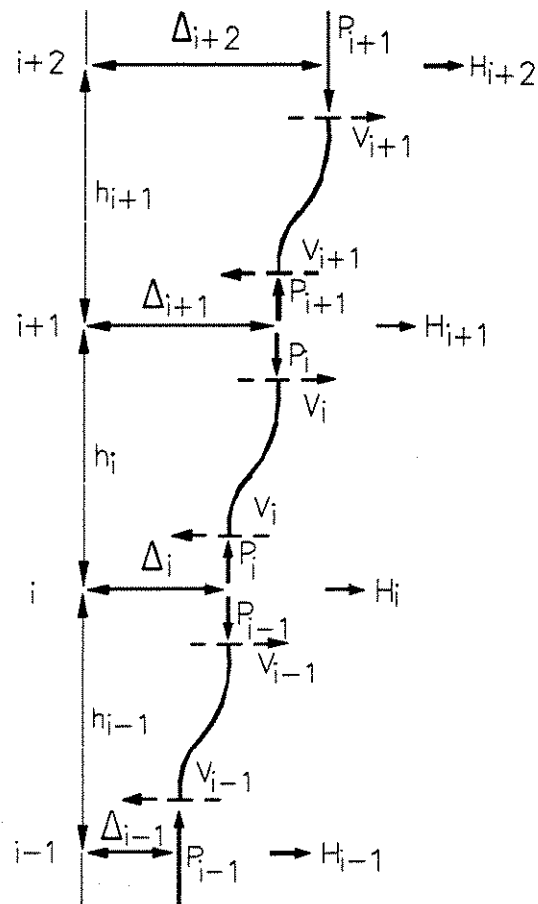 i+2 Δi+2 Pi+1 Hi+2
Vi+1
hi+1
Vi+1
Pi+1
i+1 Δi+1 Hi+1
Pi
Vi
hi
Vi
Pi
i Δi Hi
Pi−1
Vi−1
hi−1
Vi−1
i−1 Δi−1 Pi−1 Hi−1